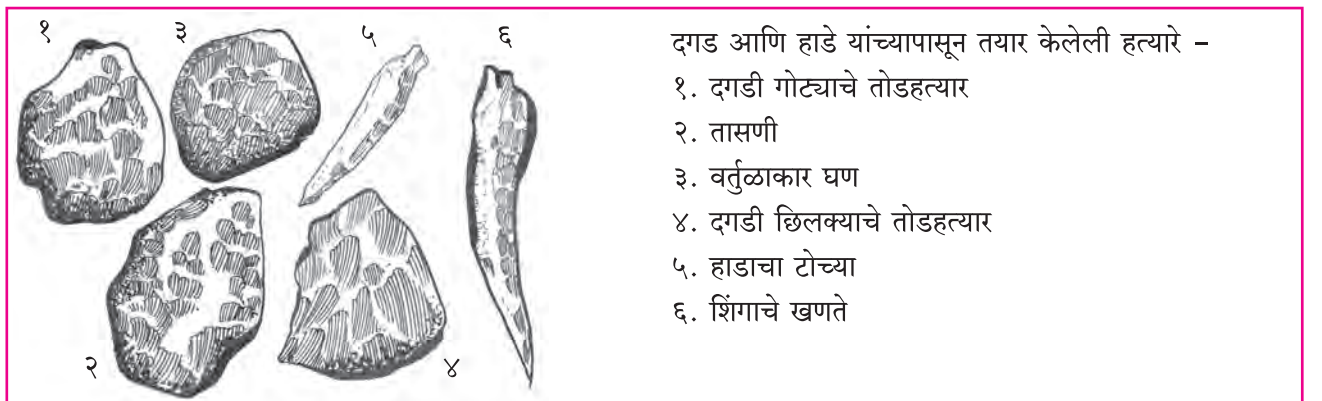 १
३
५
६
२
४
दगड आणि हाडे यांच्यापासून तयार केलेली हत्यारे –
१. दगडी गोट्याचे तोडहत्यार
२. तासणी
३. वर्तुळाकार घण
४. दगडी छिलक्याचे तोडहत्यार
५. हाडाचा टोच्या
६. शिंगाचे खणते